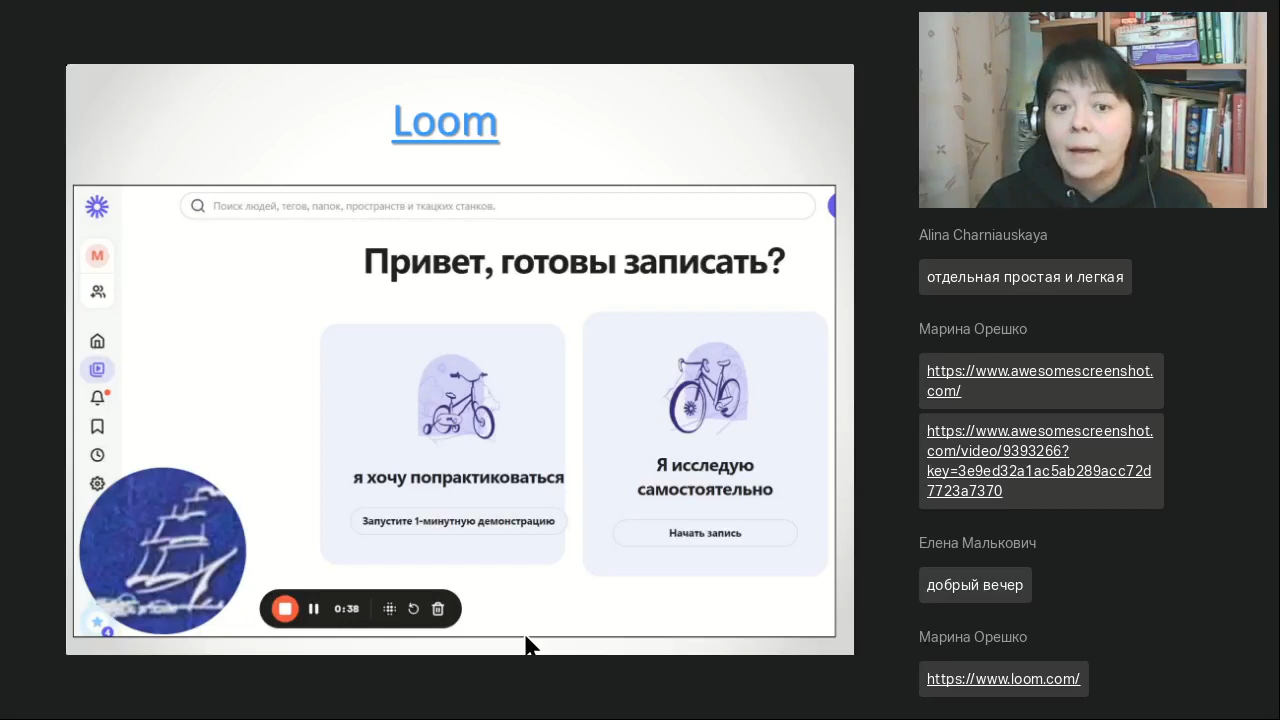 Loom
Поиск людей, тегов, папок, пространств и ткацких станков.
M
Привет, готовы записать?
я хочу попрактиковаться
Запустите 1-минутную демонстрацию
Я исследую
самостоятельно
Начать запись
0:38
4
Alina Charniauskaya
отдельная простая и легкая
Марина Орешко
https://www.awesomescreenshot.
com/
https://www.awesomescreenshot.
com/video/9393266?
key=3e9ed32a1ac5ab289acc72d
7723a7370
Елена Малькович
добрый вечер
Марина Орешко
https://www.loom.com/